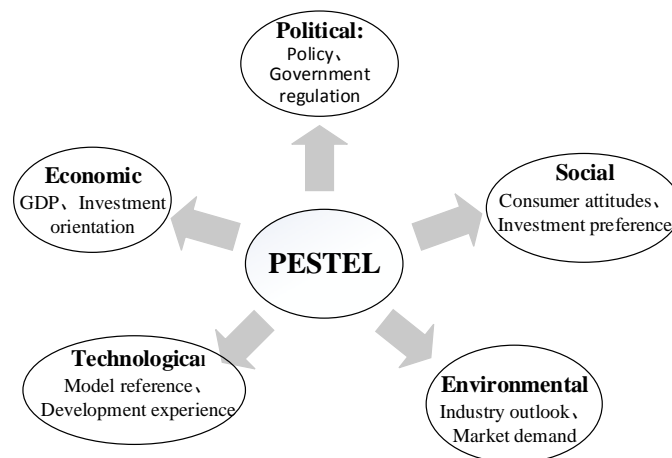 Political:
Policy、
Government
regulation
Economic
GDP、Investment
orientation
Social
Consumer attitudes、
Investment preference
PESTEL
Technological
Model reference、
Development experience
Environmental
Industry outlook、
Market demand